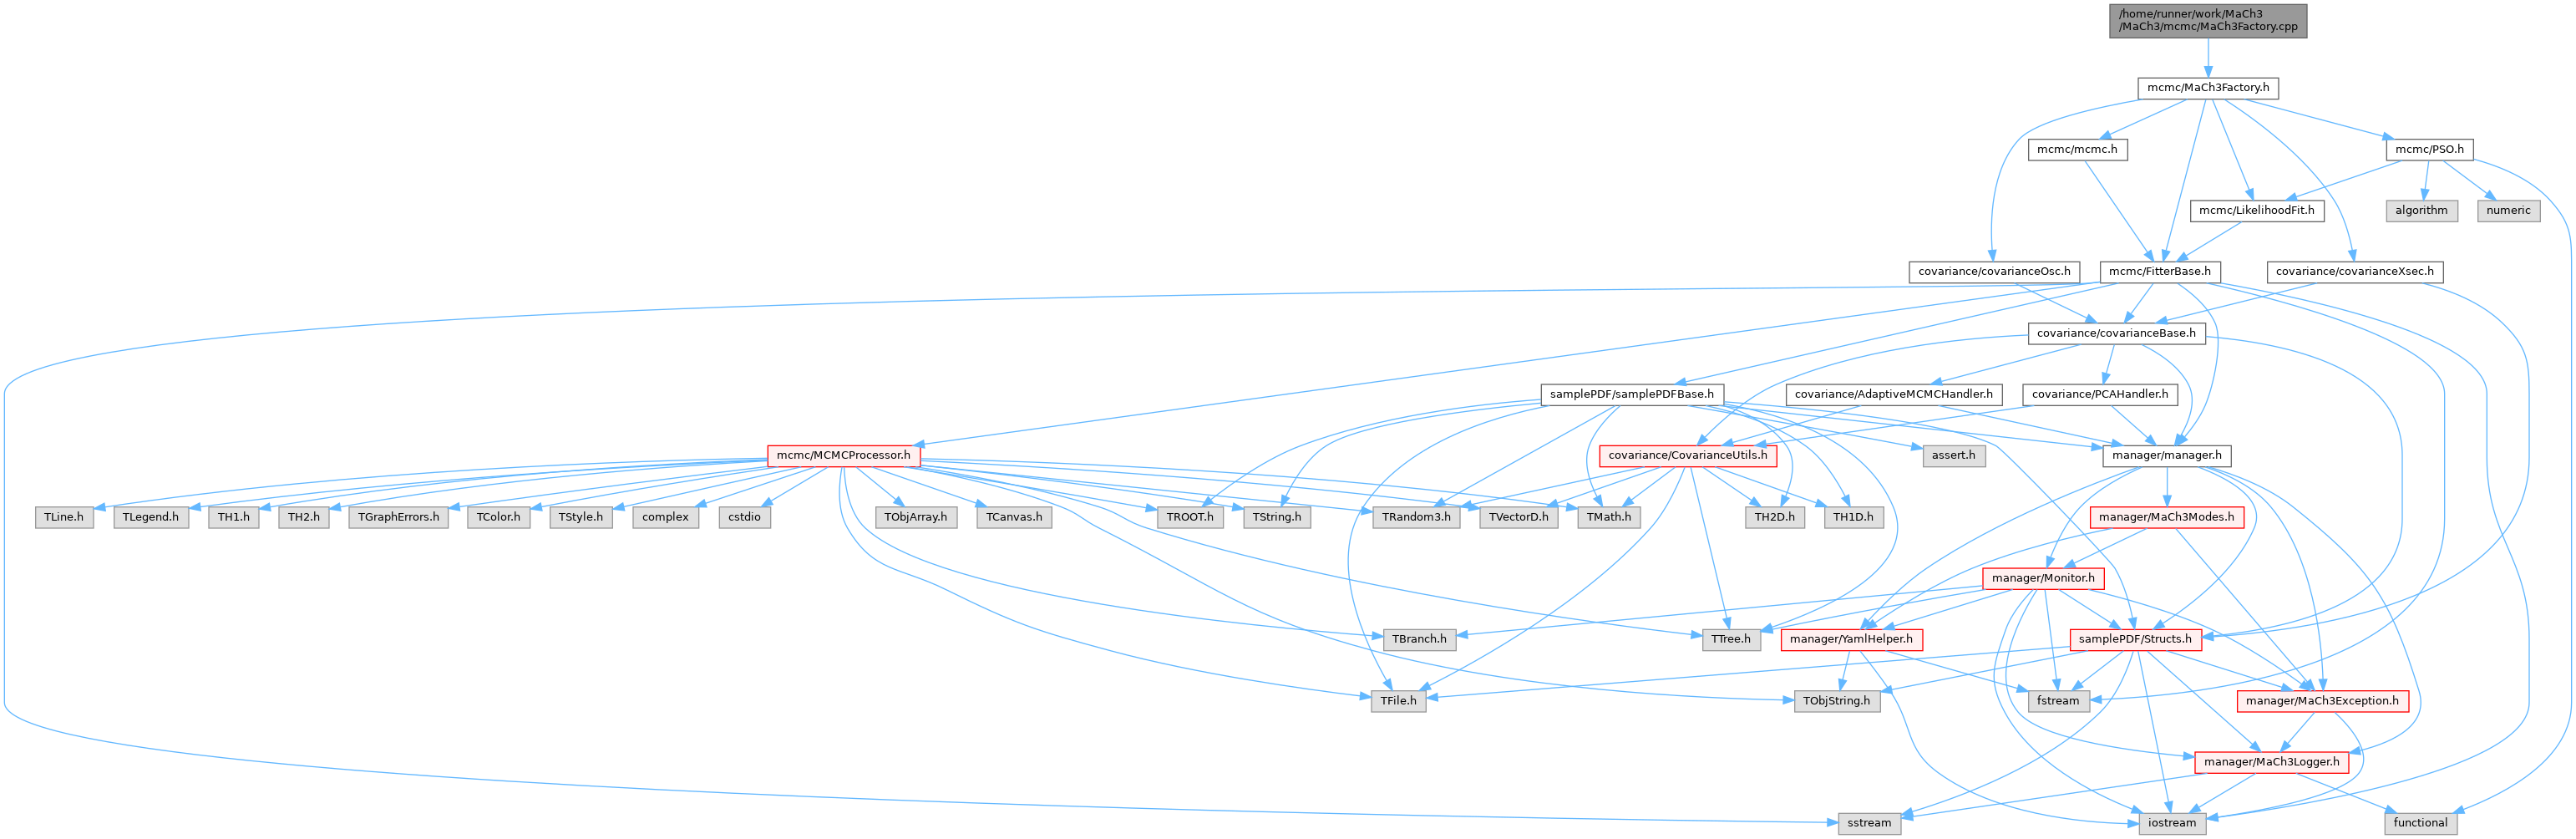 /home/runner/work/MaCh3
/MaCh3/mcmc/MaCh3Factory.cpp
mcmc/MaCh3Factory.h
mcmc/mcmc.h
mcmc/PSO.h
mcmc/LikelihoodFit.h
algorithm
numeric
covariance/covarianceOsc.h
mcmc/FitterBase.h
covariance/covarianceXsec.h
covariance/covarianceBase.h
samplePDF/samplePDFBase.h
covariance/AdaptiveMCMCHandler.h
covariance/PCAHandler.h
mcmc/MCMCProcessor.h
covariance/CovarianceUtils.h
assert.h
manager/manager.h
TLine.h
TLegend.h
TH1.h
TH2.h
TGraphErrors.h
TColor.h
TStyle.h
complex
cstdio
TObjArray.h
TCanvas.h
TROOT.h
TString.h
TRandom3.h
TVectorD.h
TMath.h
TH2D.h
TH1D.h
manager/MaCh3Modes.h
manager/Monitor.h
TBranch.h
TTree.h
manager/YamlHelper.h
samplePDF/Structs.h
TFile.h
TObjString.h
fstream
manager/MaCh3Exception.h
manager/MaCh3Logger.h
sstream
iostream
functional